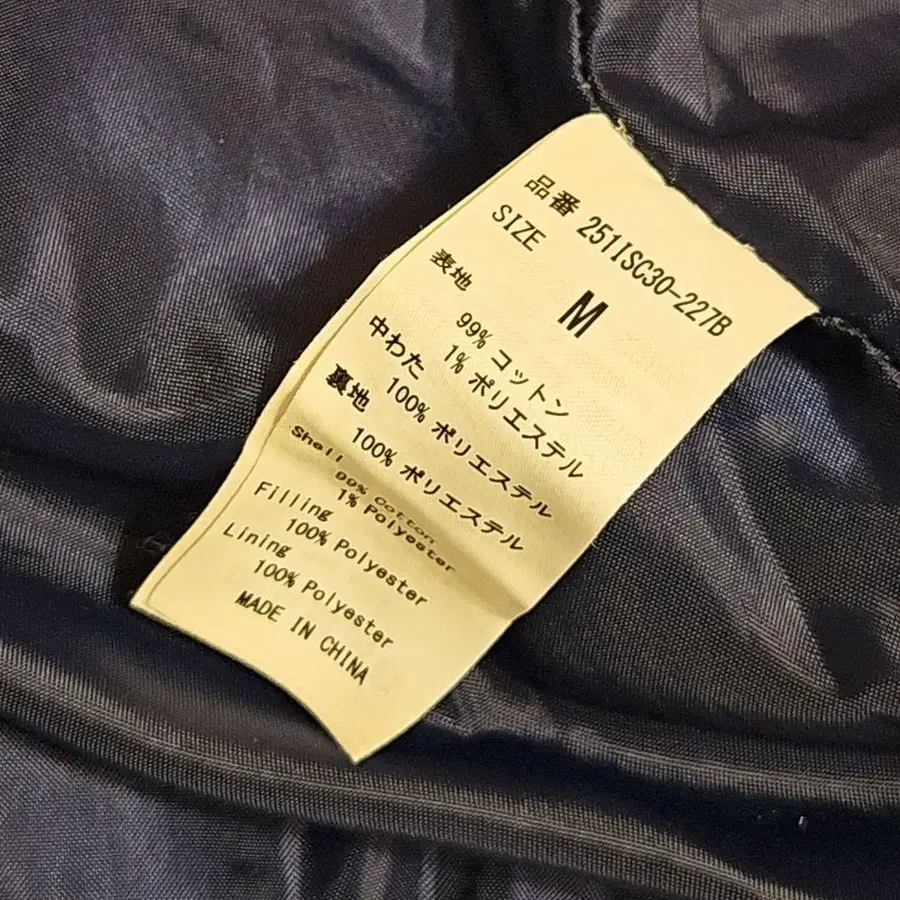 品番 251ISC30-227B
SIZE
M
表地
99% コットン
1% ポリエステル
中わた
100% ポリエステル
裏地
100% ポリエステル
Shell
99% Cotton
1% Polyester
Filling
100% Polyester
Lining
100% Polyester
MADE IN CHINA